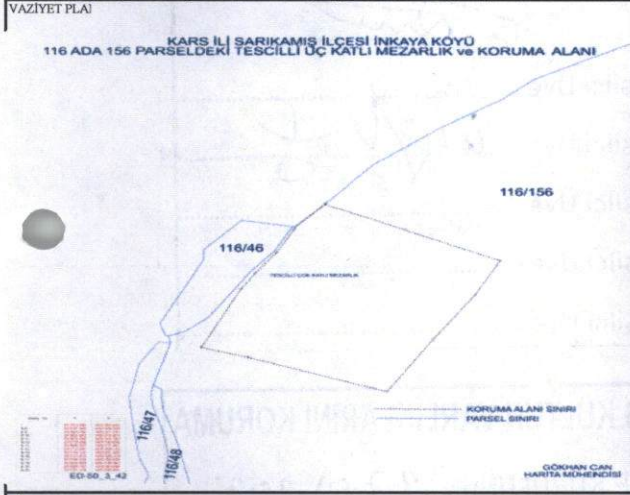 VAZİYET PLAI
KARS İLİ SARIKAMIŞ İLÇESİ İNKAYA KÖYÜ
116 ADA 156 PARSELDEKİ TESCİLLİ ÜÇ KATLI MEZARLIK ve KORUMA ALANI
116/156
116/46
116/47
116/48
KORUMA ALANI SINIRI
PARSEL SINIRI
ED-50_3_42
GÖKHAN CAN
HARİTA MÜHENDİSİ